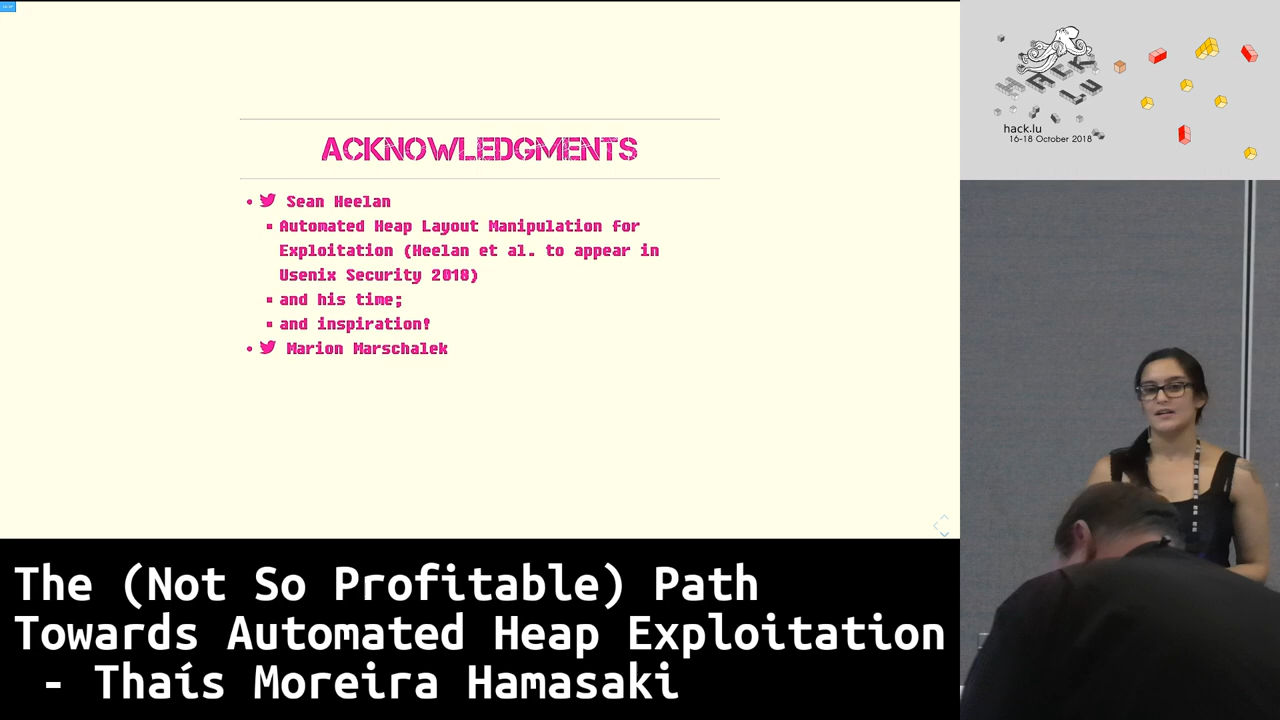 ACKNOWLEDGMENTS
Sean Heelan
Automated Heap Layout Manipulation for
Exploitation (Heelan et al. to appear in
Usenix Security 2018)
and his time;
and inspiration!
Marion Marschalek
HACK
LU
hack.lu
16-18 October 2018
The (Not So Profitable) Path
Towards Automated Heap Exploitation
- Thaís Moreira Hamasaki